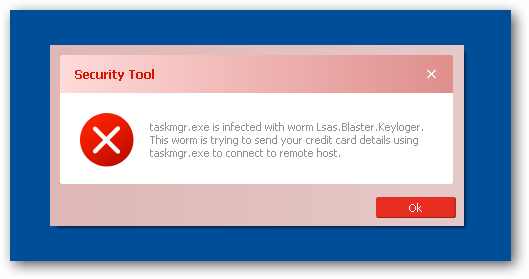 Security Tool
taskmgr.exe is infected with worm Lsas.Blaster.Keyloger.
This worm is trying to send your credit card details using
taskmgr.exe to connect to remote host.
Ok